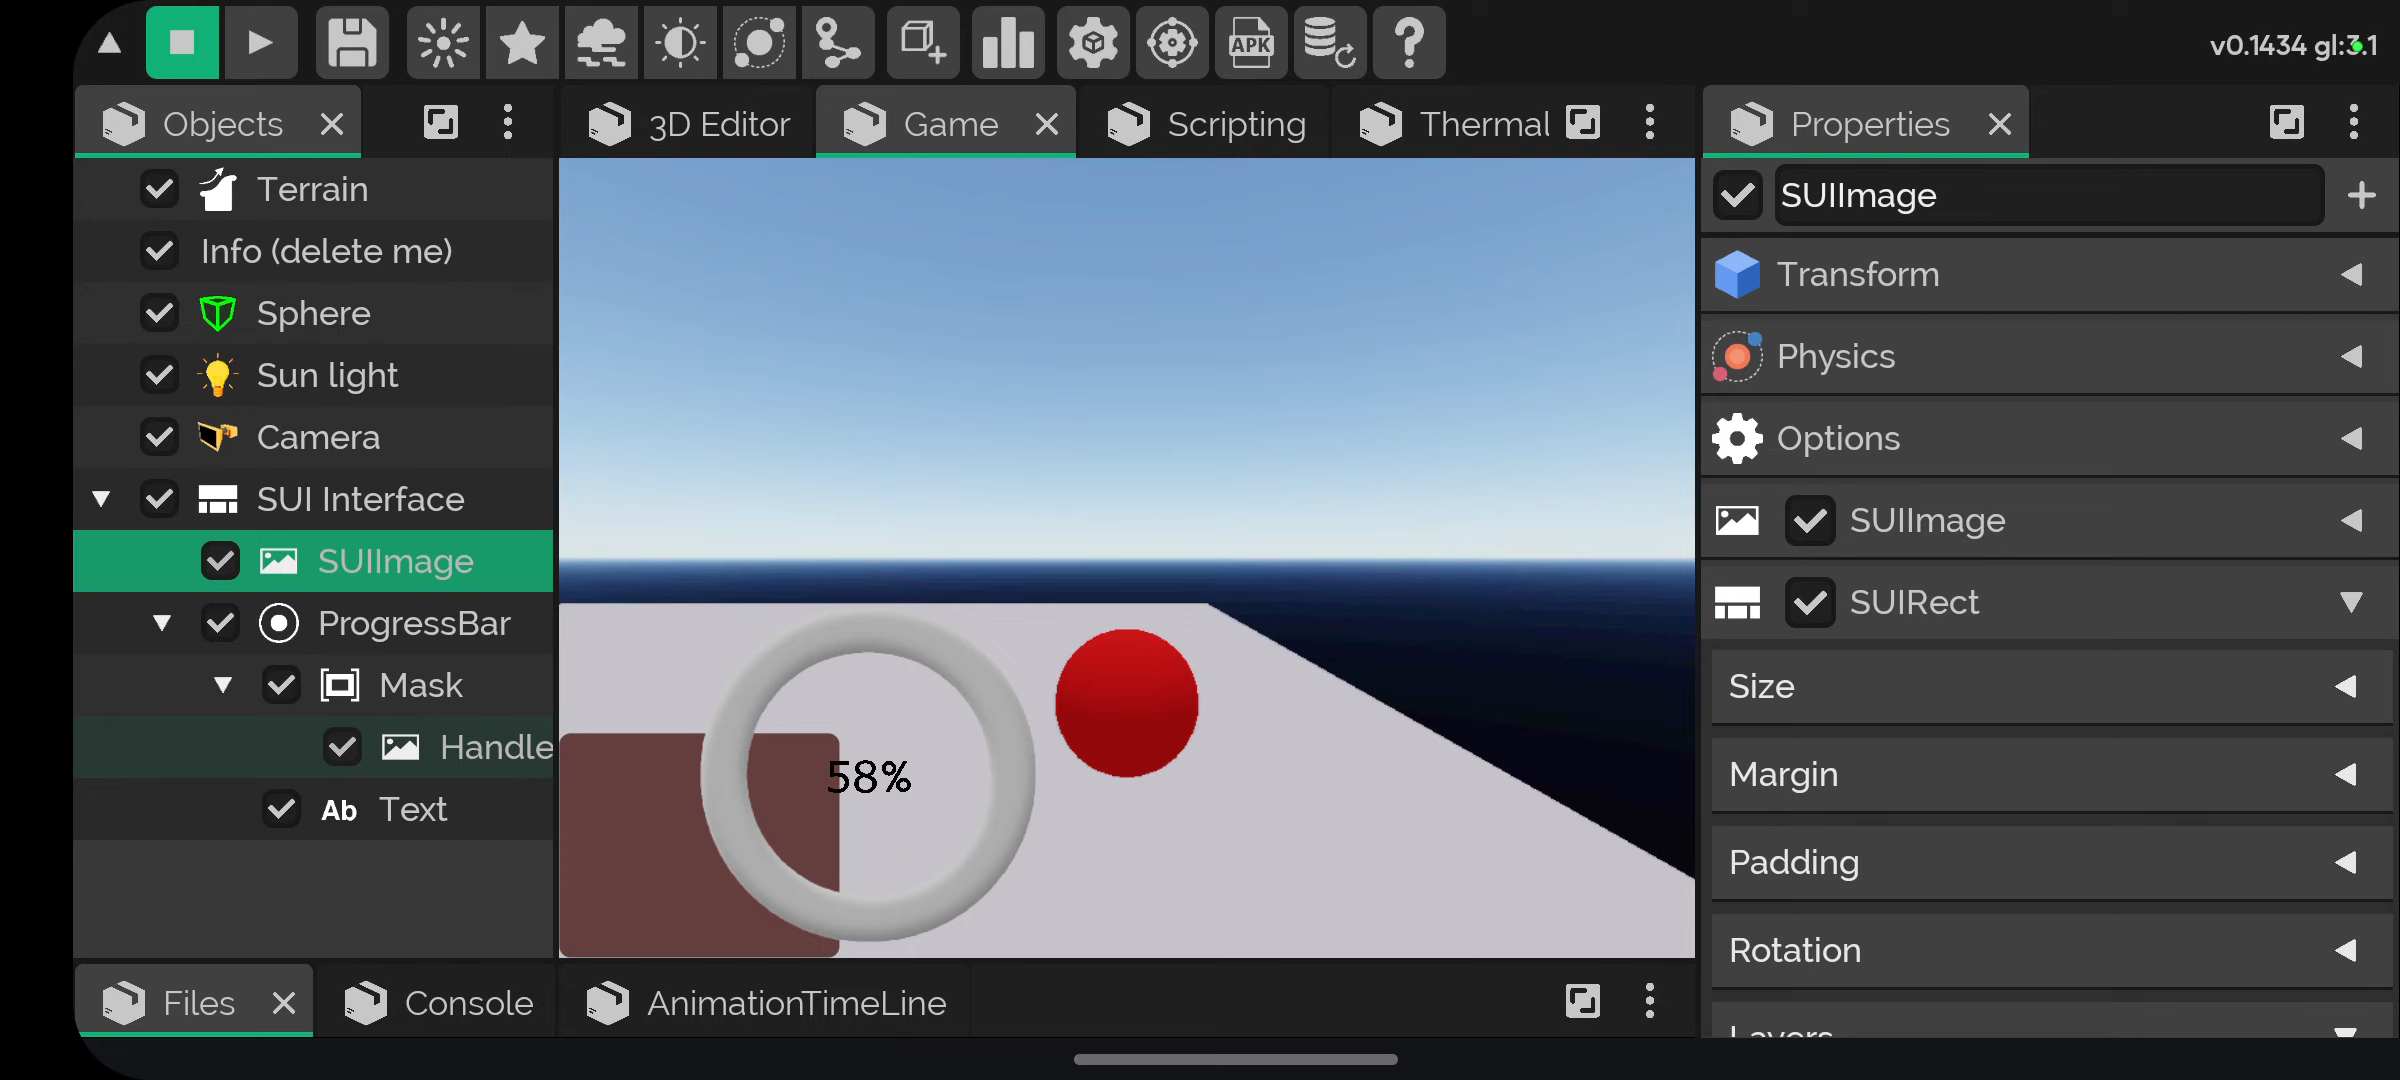 APK
v0.1434 gl:3.1
Objects
3D Editor
Game
Scripting
Thermal
Properties
Terrain
Info (delete me)
Sphere
Sun light
Camera
SUI Interface
SUIImage
ProgressBar
Mask
Handle
Ab Text
58%
SUIImage
Transform
Physics
Options
SUIImage
SUIRect
Size
Margin
Padding
Rotation
Layers
Files
Console
AnimationTimeLine